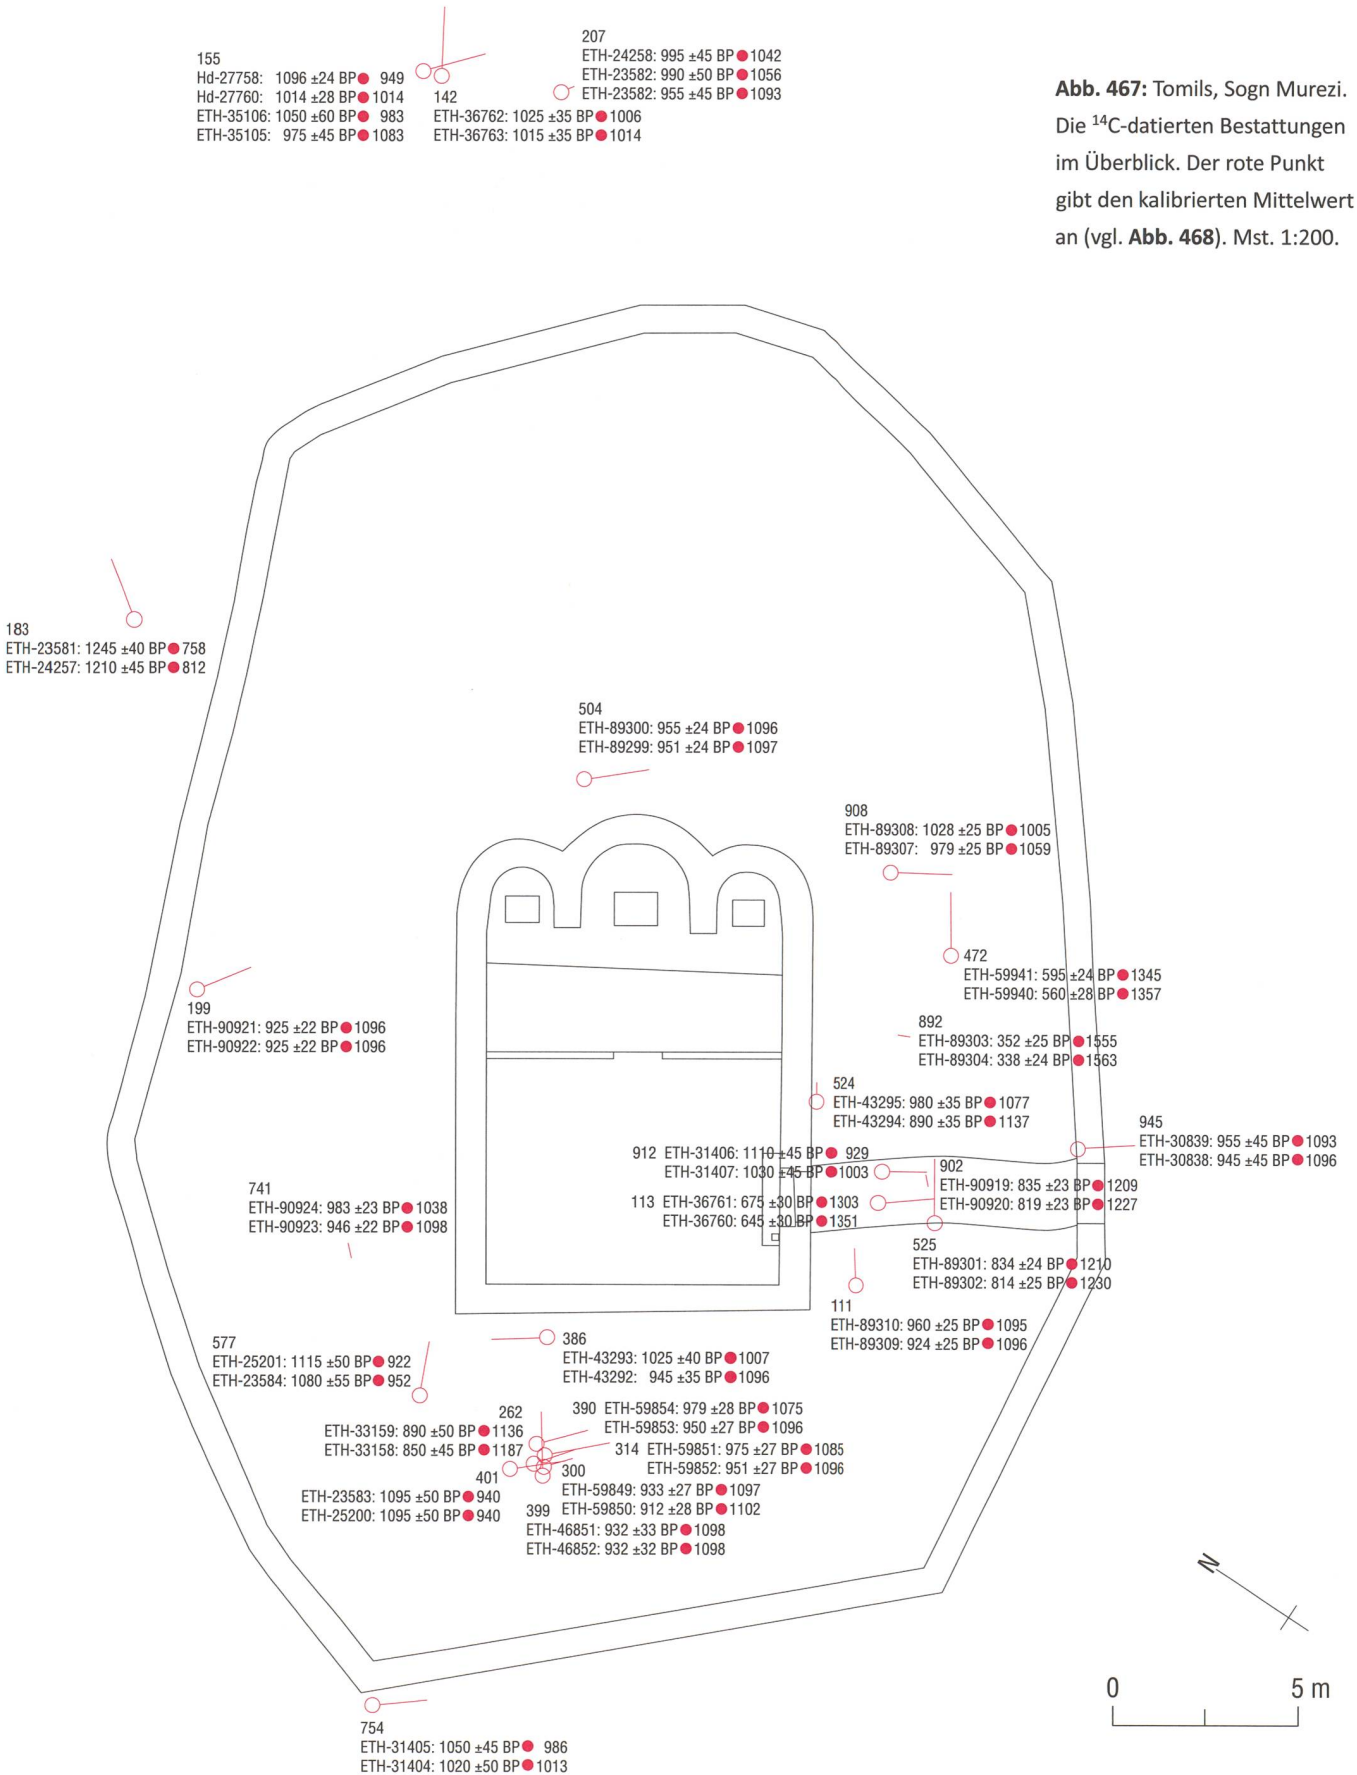 155
Hd-27758: 1096 ±24 BP 949
Hd-27760: 1014 ±28 BP 1014
ETH-35106: 1050 ±60 BP 983
ETH-35105: 975 ±45 BP 1083
142
ETH-36762: 1025 ±35 BP 1006
ETH-36763: 1015 ±35 BP 1014
207
ETH-24258: 995 ±45 BP 1042
ETH-23582: 990 ±50 BP 1056
ETH-23582: 955 ±45 BP 1093
Abb. 467: Tomils, Sogn Murezi.
Die ¹⁴C-datierten Bestattungen
im Überblick. Der rote Punkt
gibt den kalibrierten Mittelwert
an (vgl. Abb. 468). Mst. 1:200.
183
ETH-23581: 1245 ±40 BP 758
ETH-24257: 1210 ±45 BP 812
504
ETH-89300: 955 ±24 BP 1096
ETH-89299: 951 ±24 BP 1097
908
ETH-89308: 1028 ±25 BP 1005
ETH-89307: 979 ±25 BP 1059
472
ETH-59941: 595 ±24 BP 1345
ETH-59940: 560 ±28 BP 1357
199
ETH-90921: 925 ±22 BP 1096
ETH-90922: 925 ±22 BP 1096
892
ETH-89303: 352 ±25 BP 1555
ETH-89304: 338 ±24 BP 1563
524
ETH-43295: 980 ±35 BP 1077
ETH-43294: 890 ±35 BP 1137
945
ETH-30839: 955 ±45 BP 1093
ETH-30838: 945 ±45 BP 1096
912 ETH-31406: 1110 ±45 BP 929
ETH-31407: 1030 ±45 BP 1003
902
ETH-90919: 835 ±23 BP 1209
ETH-90920: 819 ±23 BP 1227
113 ETH-36761: 675 ±30 BP 1303
ETH-36760: 645 ±30 BP 1351
741
ETH-90924: 983 ±23 BP 1038
ETH-90923: 946 ±22 BP 1098
525
ETH-89301: 834 ±24 BP 1210
ETH-89302: 814 ±25 BP 1230
111
ETH-89310: 960 ±25 BP 1095
ETH-89309: 924 ±25 BP 1096
577
ETH-25201: 1115 ±50 BP 922
ETH-23584: 1080 ±55 BP 952
386
ETH-43293: 1025 ±40 BP 1007
ETH-43292: 945 ±35 BP 1096
262
ETH-33159: 890 ±50 BP 1136
ETH-33158: 850 ±45 BP 1187
390 ETH-59854: 979 ±28 BP 1075
ETH-59853: 950 ±27 BP 1096
314 ETH-59851: 975 ±27 BP 1085
ETH-59852: 951 ±27 BP 1096
401
ETH-23583: 1095 ±50 BP 940
ETH-25200: 1095 ±50 BP 940
300
ETH-59849: 933 ±27 BP 1097
ETH-59850: 912 ±28 BP 1102
399
ETH-46851: 932 ±33 BP 1098
ETH-46852: 932 ±32 BP 1098
N
0 5 m
754
ETH-31405: 1050 ±45 BP 986
ETH-31404: 1020 ±50 BP 1013